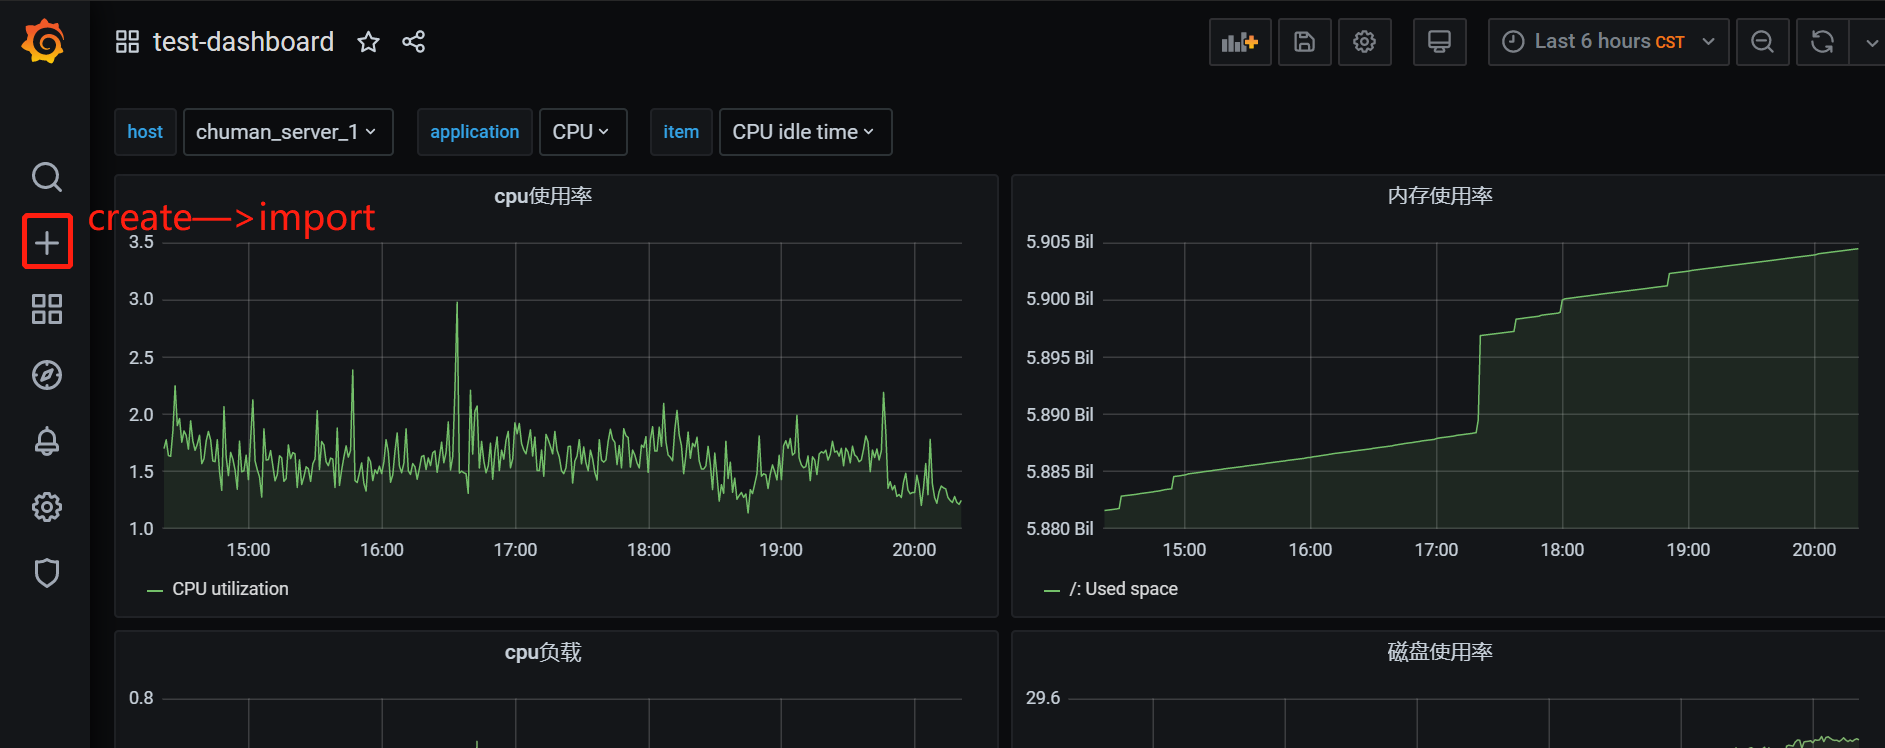 test-dashboard
Last 6 hours CST
host chuman_server_1 application CPU item CPU idle time
cpu使用率
create—>import
3.5
3.0
2.5
2.0
1.5
1.0
15:00 16:00 17:00 18:00 19:00 20:00
CPU utilization
内存使用率
5.905 Bil
5.900 Bil
5.895 Bil
5.890 Bil
5.885 Bil
5.880 Bil
15:00 16:00 17:00 18:00 19:00 20:00
/: Used space
cpu负载
0.8
磁盘使用率
29.6